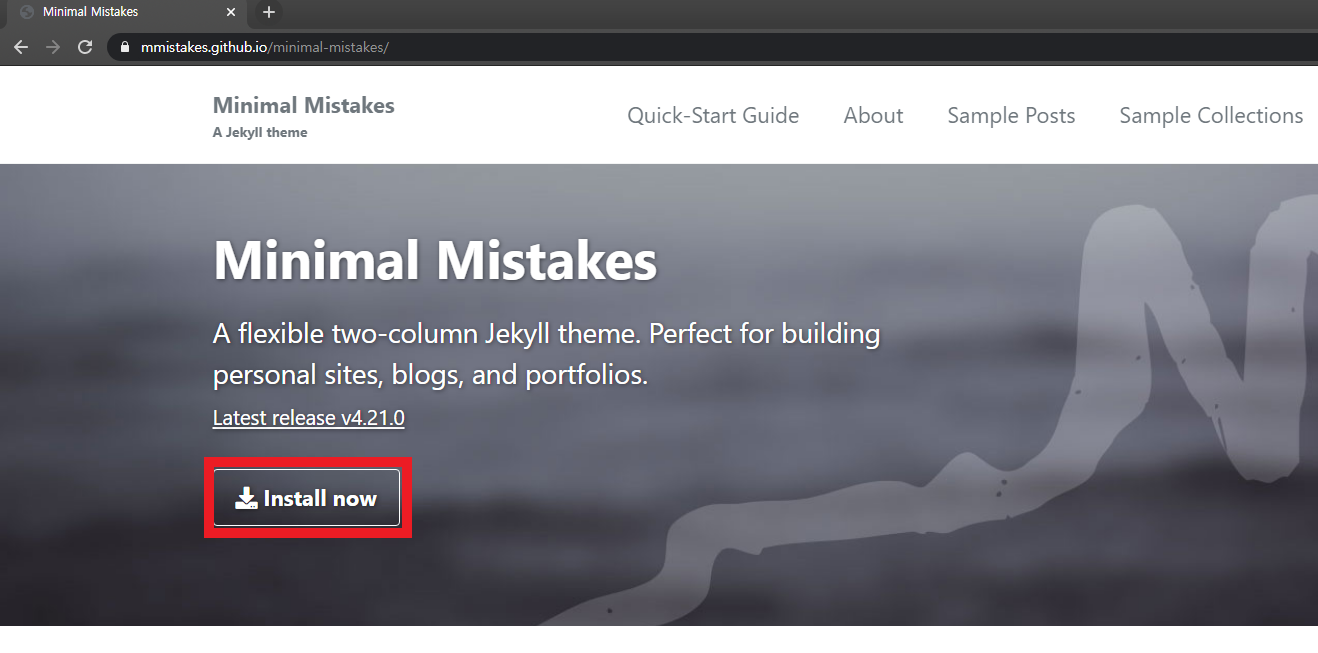 Minimal Mistakes
mmistakes.github.io/minimal-mistakes/
Minimal Mistakes
A Jekyll theme
Quick-Start Guide About Sample Posts Sample Collections
Minimal Mistakes
A flexible two-column Jekyll theme. Perfect for building
personal sites, blogs, and portfolios.
Latest release v4.21.0
Install now